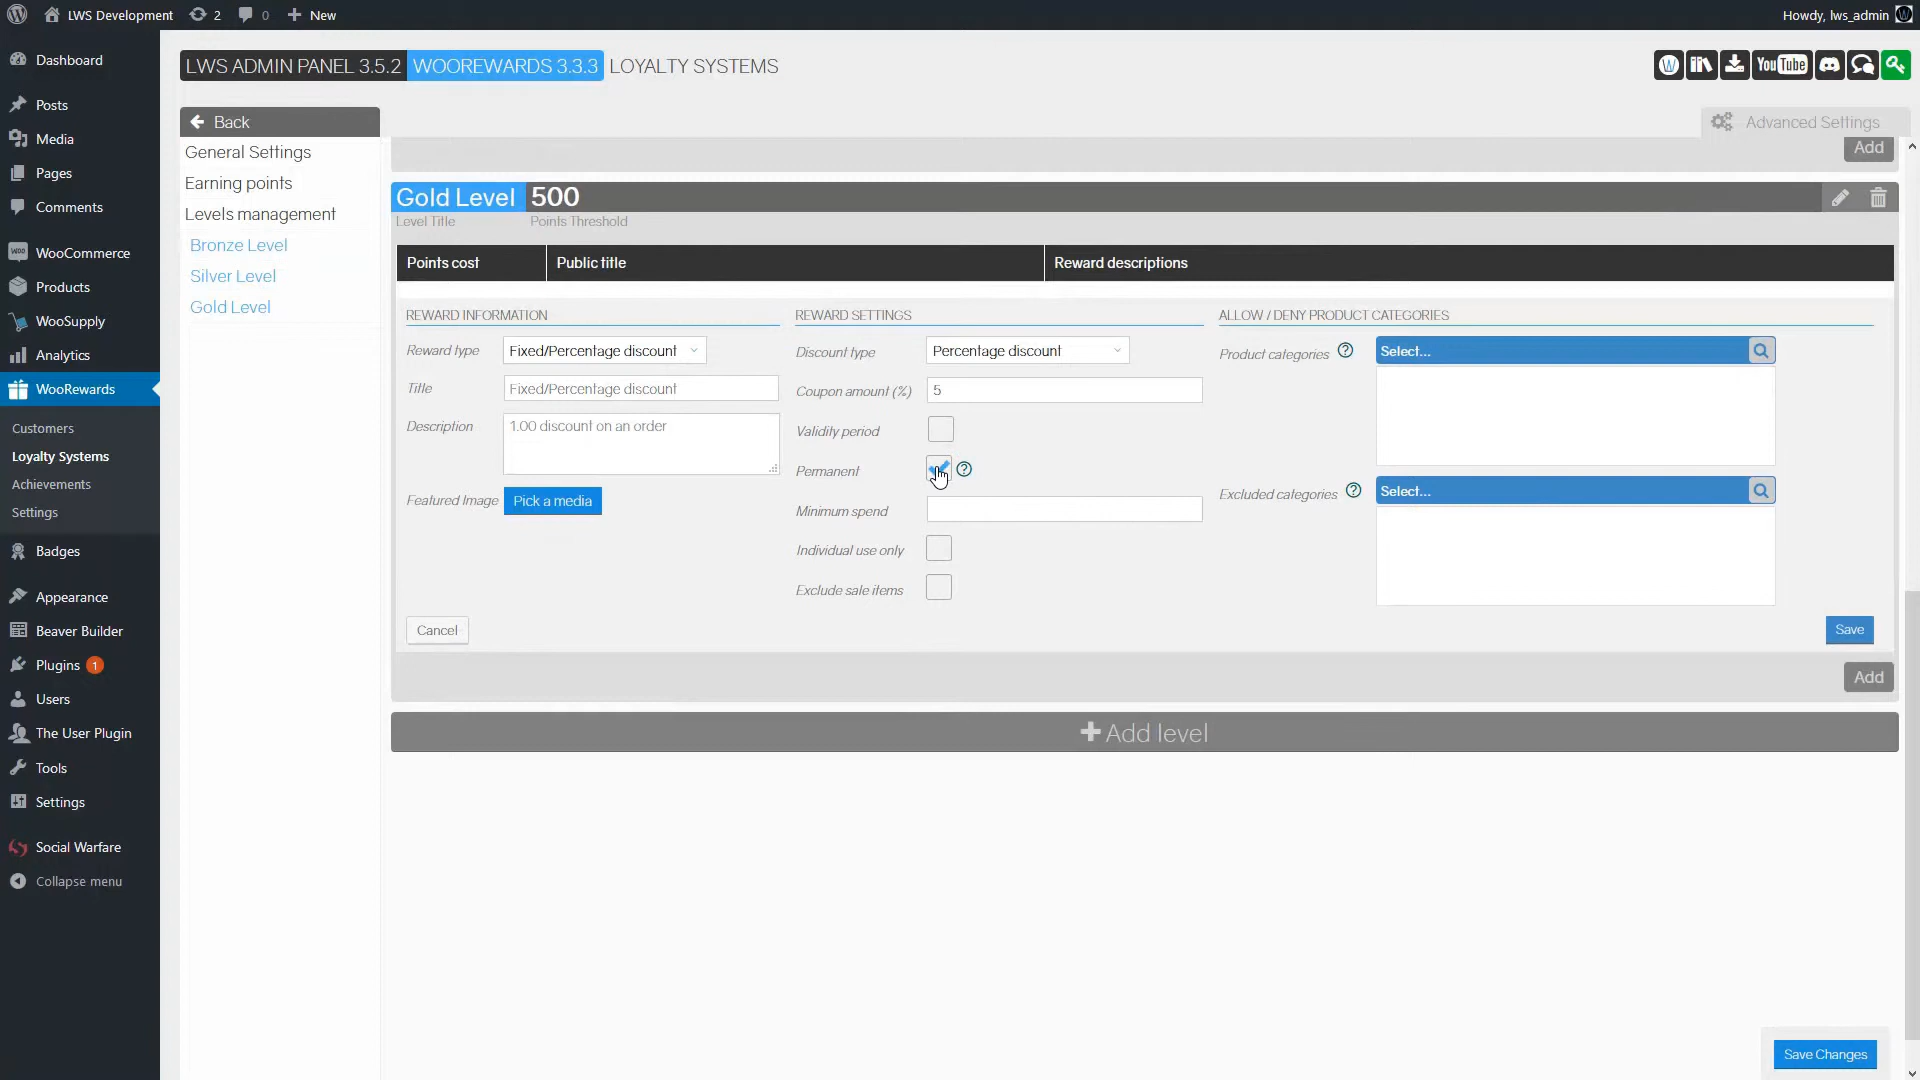 LWS Development 2 0 New Howdy, lws_admin
LWS ADMIN PANEL 3.5.2 WOOREWARDS 3.3.3 LOYALTY SYSTEMS
YouTube
Back
Advanced Settings
Dashboard
Posts
Media
Pages
Comments
WooCommerce
Products
WooSupply
Analytics
WooRewards
Customers
Loyalty Systems
Achievements
Settings
Badges
Appearance
Beaver Builder
Plugins 1
Users
The User Plugin
Tools
Settings
Social Warfare
Collapse menu
General Settings
Earning points
Levels management
Bronze Level
Silver Level
Gold Level
Add
Gold Level 500
Level Title Points Threshold
Points cost Public title Reward descriptions
REWARD INFORMATION
Reward type Fixed/Percentage discount
Title Fixed/Percentage discount
Description 1.00 discount on an order
Featured Image Pick a media
REWARD SETTINGS
Discount type Percentage discount
Coupon amount (%) 5
Validity period
Permanent ?
Minimum spend
Individual use only
Exclude sale items
ALLOW / DENY PRODUCT CATEGORIES
Product categories ? Select...
Excluded categories ? Select...
Cancel Save
Add
Add level
Save Changes